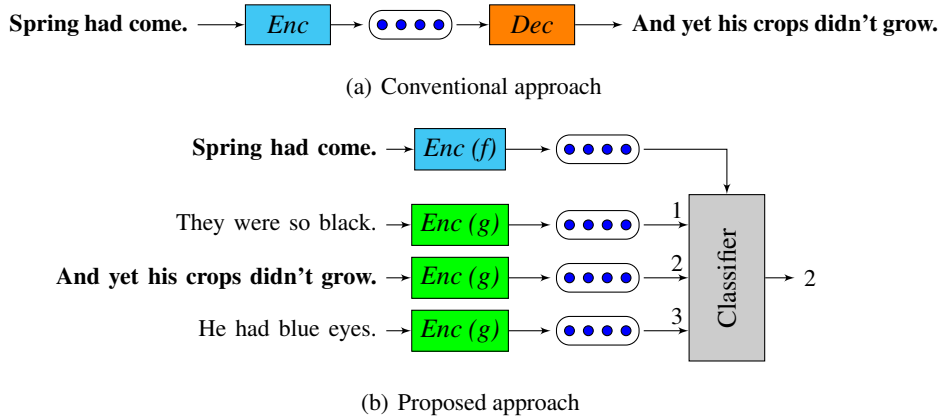 Spring had come. Enc Dec And yet his crops didn't grow.
(a) Conventional approach
Spring had come. Enc (f)
They were so black. Enc (g) 1
And yet his crops didn't grow. Enc (g) 2 Classifier 2
He had blue eyes. Enc (g) 3
(b) Proposed approach